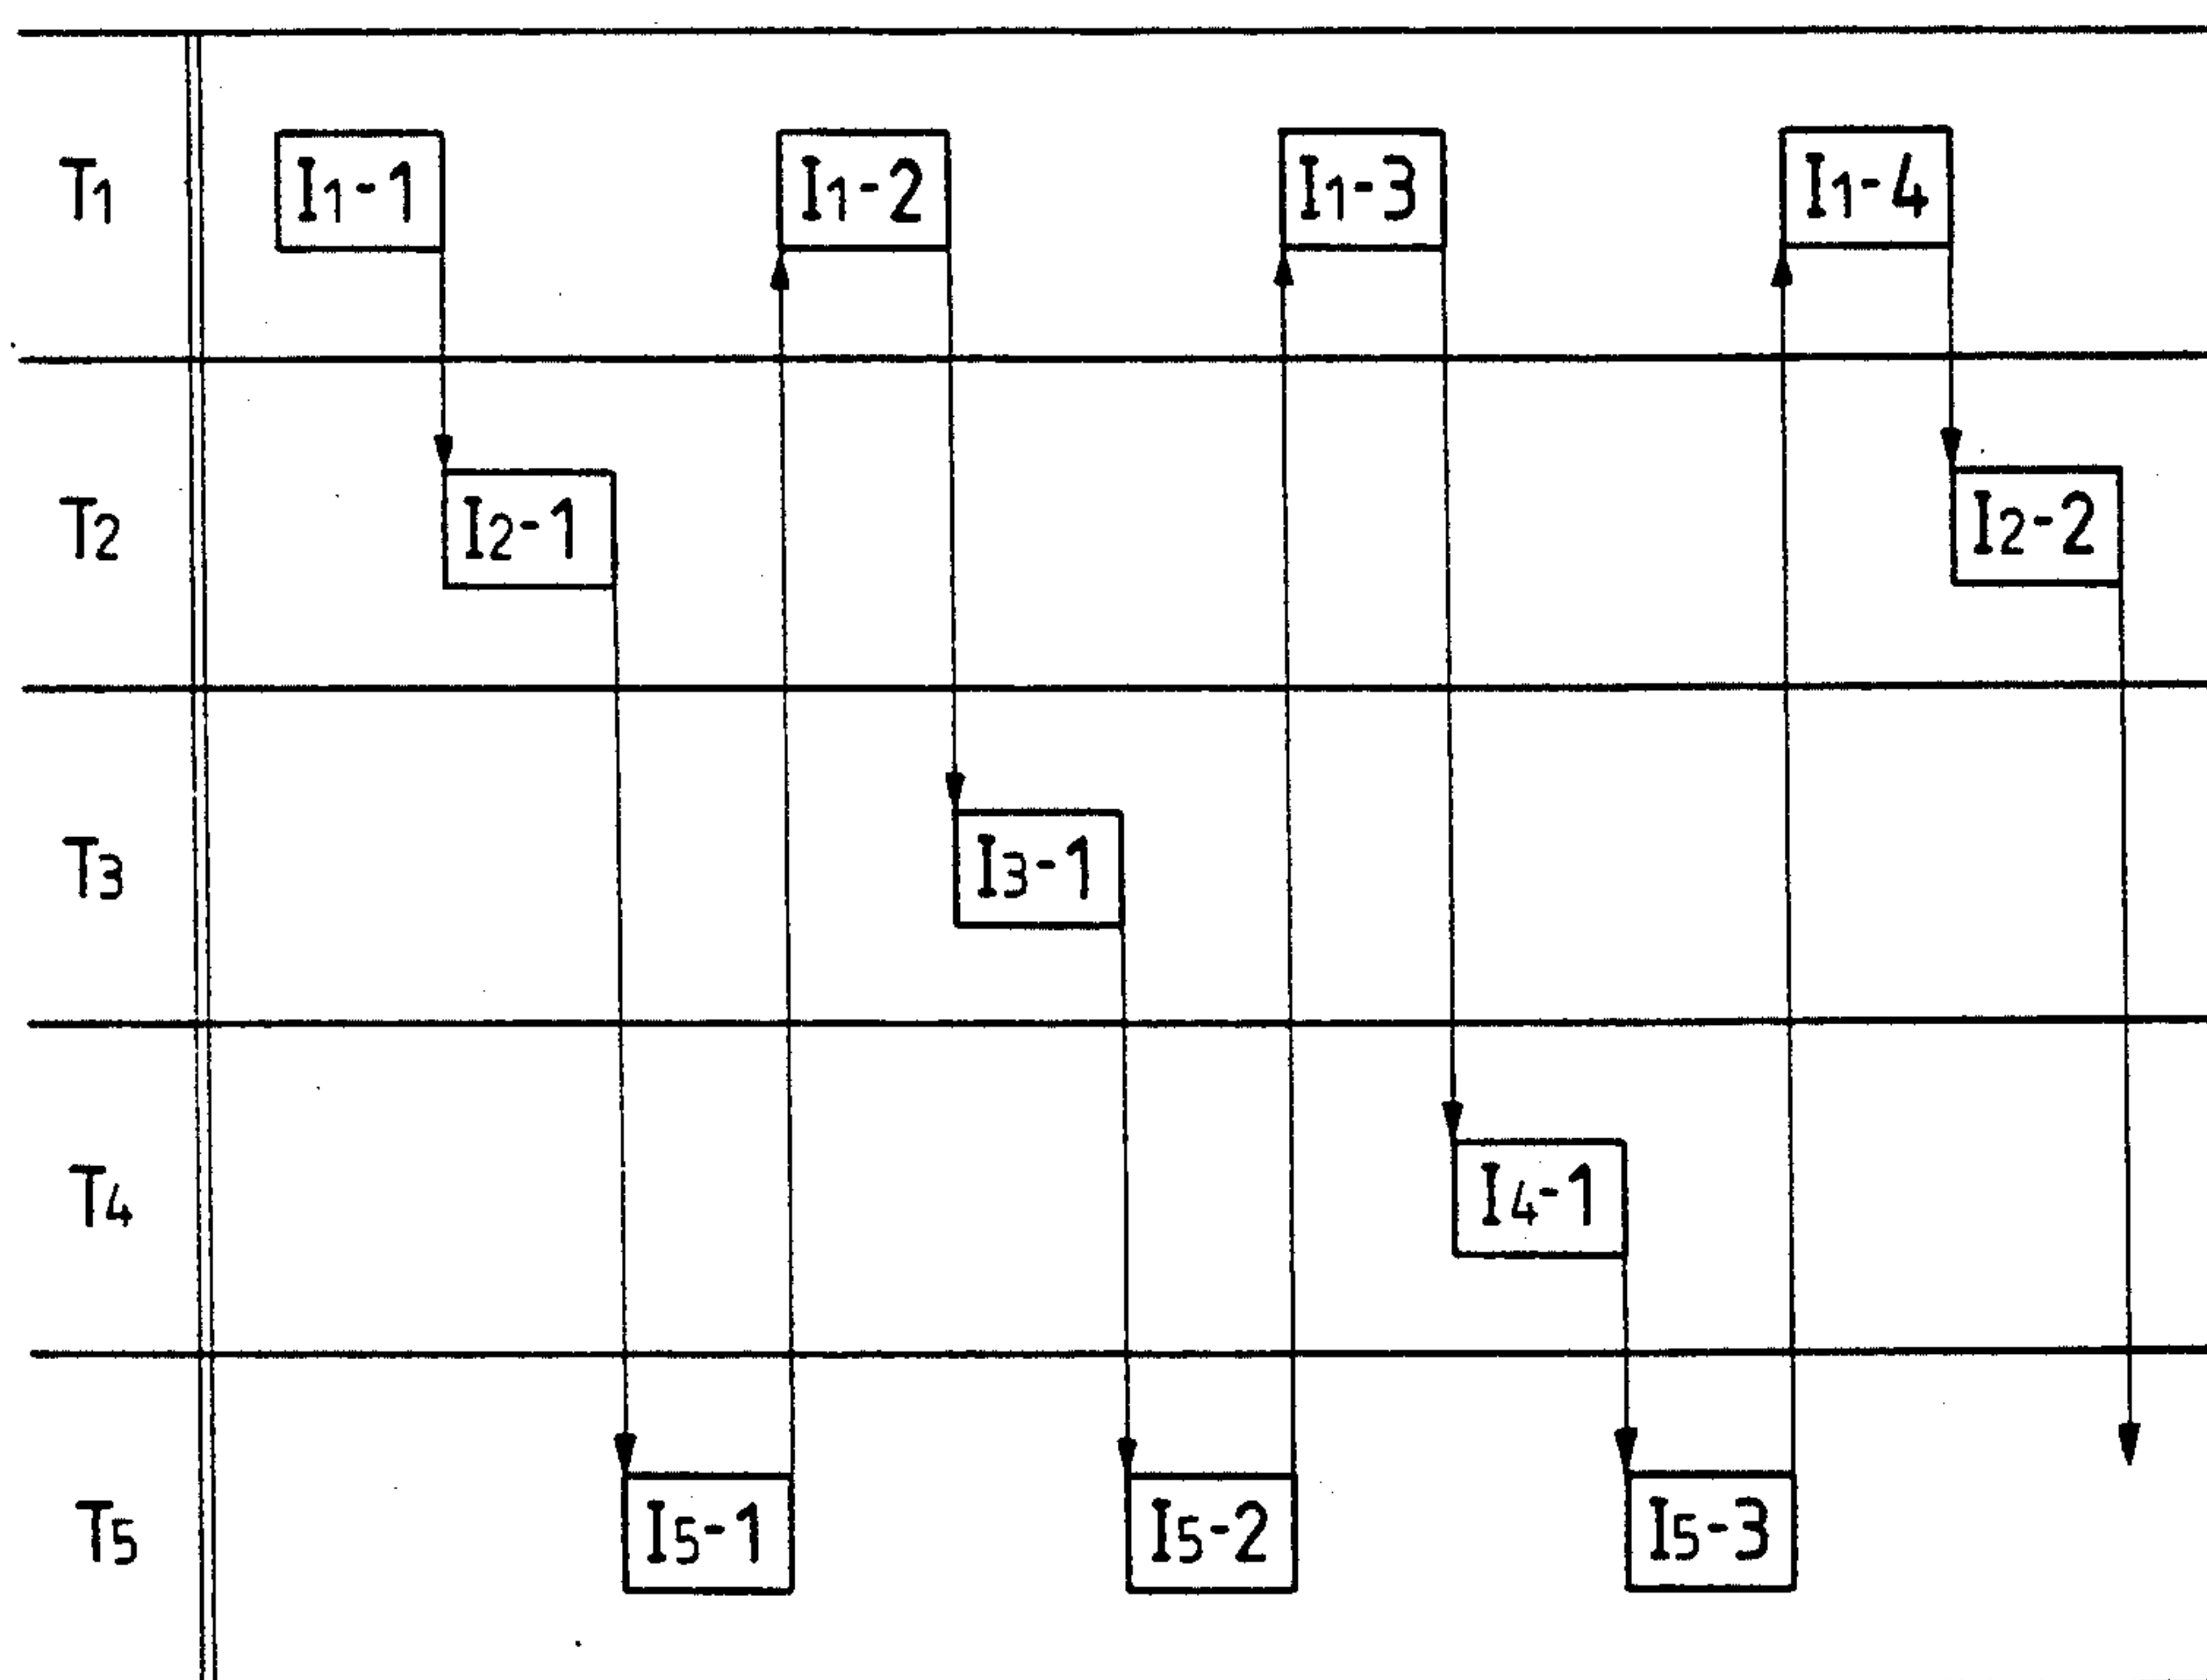 T1 I1-1 I1-2 I1-3 I1-4
T2 I2-1 I2-2
T3 I3-1
T4 I4-1
T5 I5-1 I5-2 I5-3